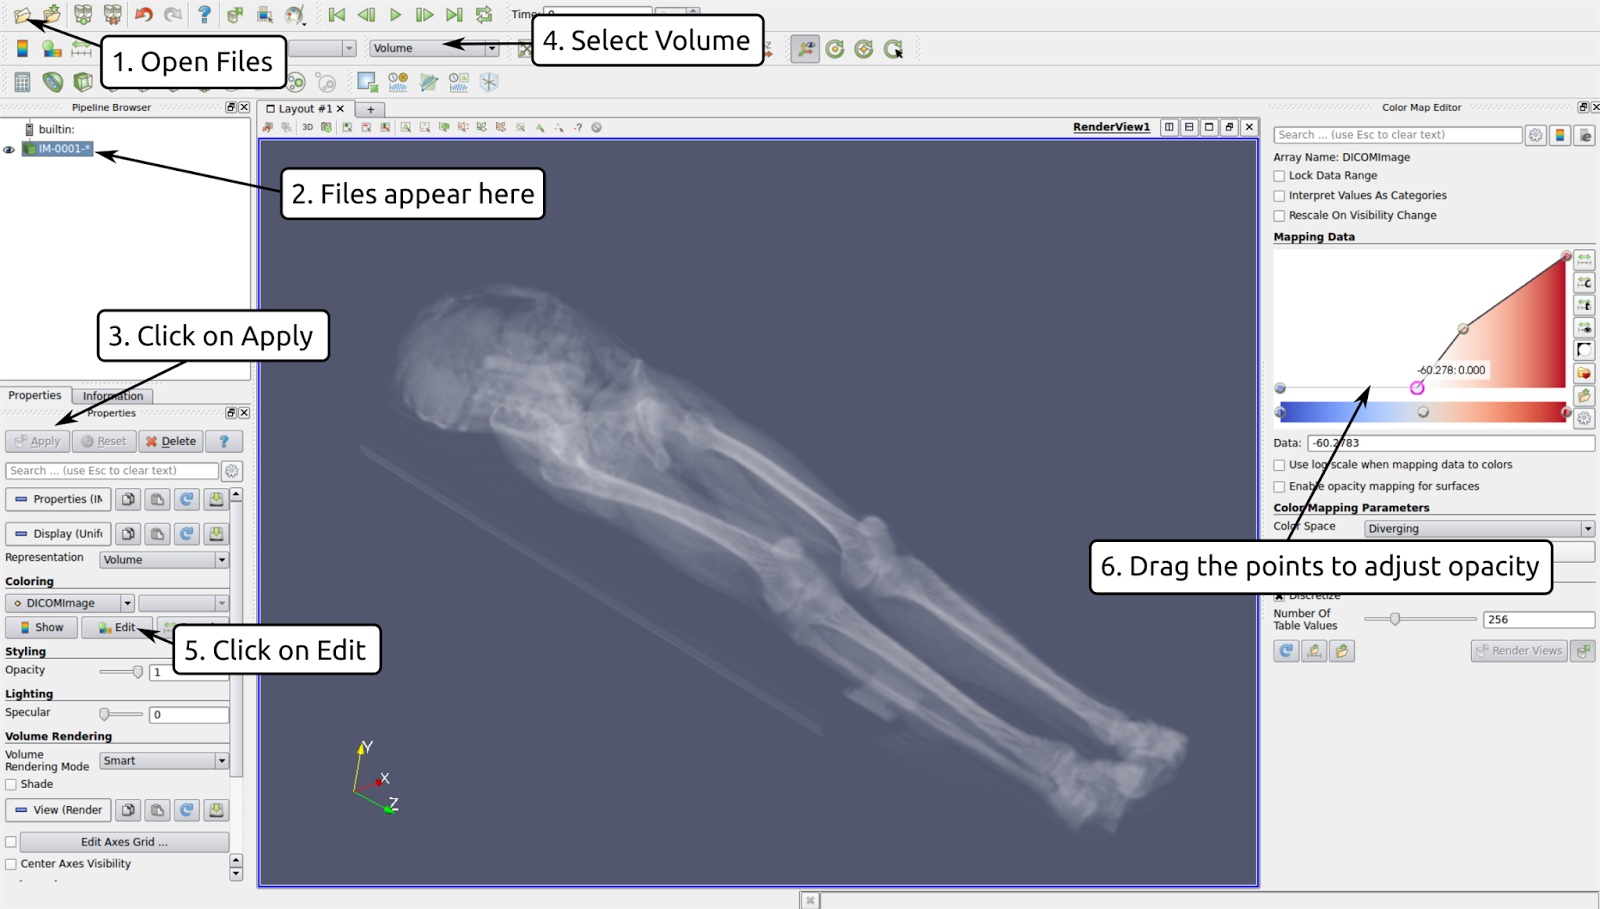 Time:
1. Open Files
Volume
4. Select Volume
Pipeline Browser
builtin:
IM-0001-*
2. Files appear here
3. Click on Apply
Properties
Information
Properties
Apply
Reset
Delete
?
Search ... (use Esc to clear text)
Properties (IM
Display (Unifo
Representation
Volume
Coloring
DICOMImage
Show
Edit
5. Click on Edit
Styling
Opacity
1
Lighting
Specular
0
Volume Rendering
Volume
Rendering Mode
Smart
Shade
View (Render
Edit Axes Grid ...
Center Axes Visibility
Layout #1
+
3D
RenderView1
Y
X
Z
Color Map Editor
Search ... (use Esc to clear text)
Array Name: DICOMImage
Lock Data Range
Interpret Values As Categories
Rescale On Visibility Change
Mapping Data
-60.278: 0.000
Data:
-60.2783
Use log scale when mapping data to colors
Enable opacity mapping for surfaces
Color Mapping Parameters
Color Space
Diverging
6. Drag the points to adjust opacity
Discretize
Number Of
Table Values
256
Render Views